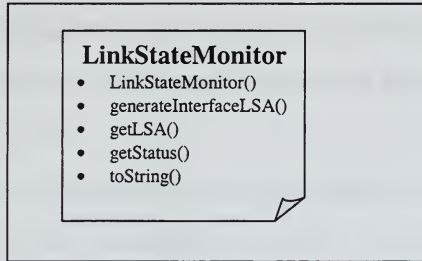 LinkStateMonitor
• LinkStateMonitor()
• generateInterfaceLSA()
• getLSA()
• getStatus()
• toString()